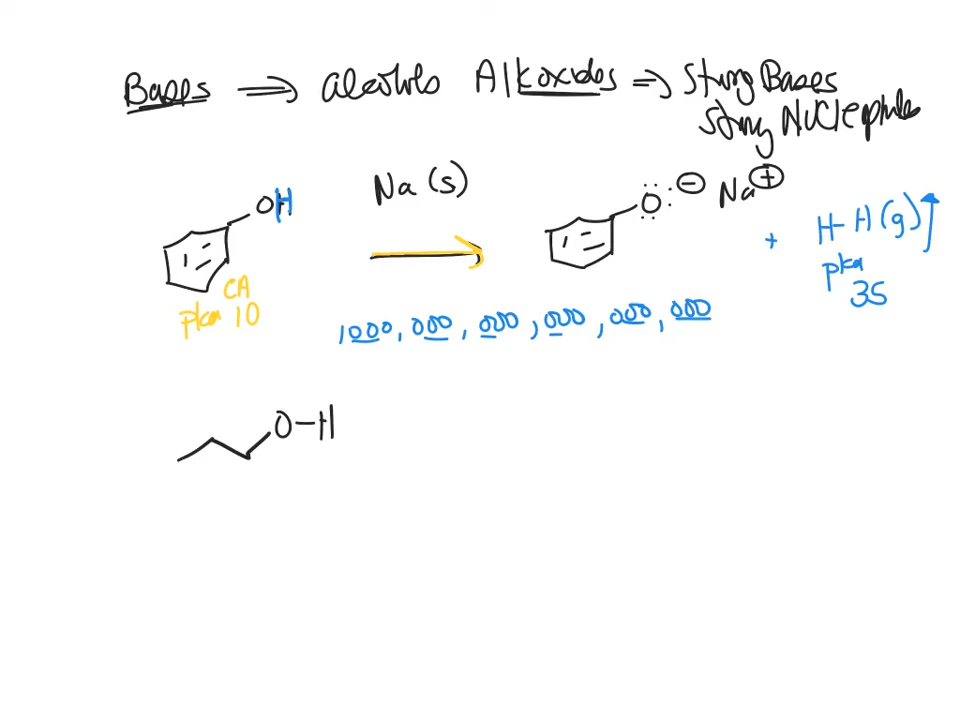 Bases ⟹ alcohols Alkoxides ⟹ Strong Bases
Strong Nucleophiles
OH
Na (s)
O ⊖ Na ⊕
+ H-H (g) ↑
CA
pka 10
pka
35
1000,000,000,000,000,000
O-H